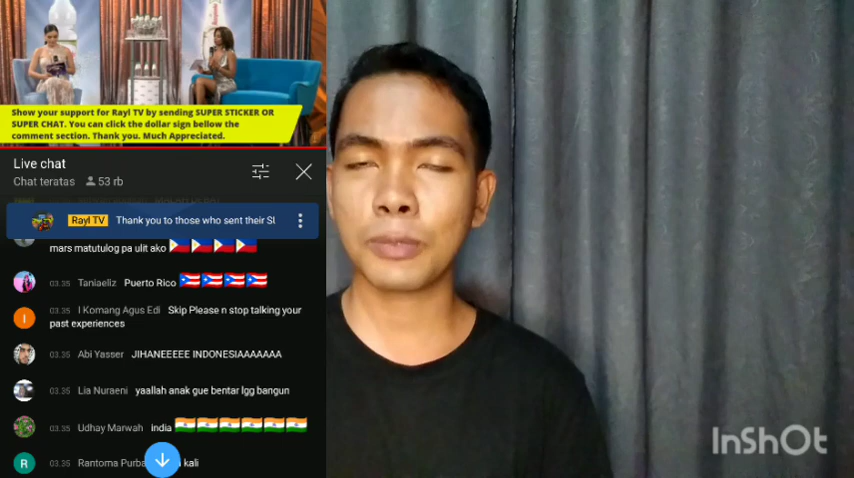 Show your support for Rayl TV by sending SUPER STICKER OR
SUPER CHAT. You can click the dollar sign bellow the
comment section. Thank you. Much Appreciated.
Live chat
Chat teratas 53 rb
Rayl TV Thank you to those who sent their
mars matutulog pa ulit ako
03.35 Taniaeliz Puerto Rico
03.35 I Komang Agus Edi Skip Please n stop talking your
past experiences
03.35 Abi Yasser JIHANEEEEE INDONESIAAAAAAA
03.35 Lia Nuraeni yaallah anak gue bentar lgg bangun
03.35 Udhay Marwah india
R 03.35 Rantoma Purba kali
InShOt